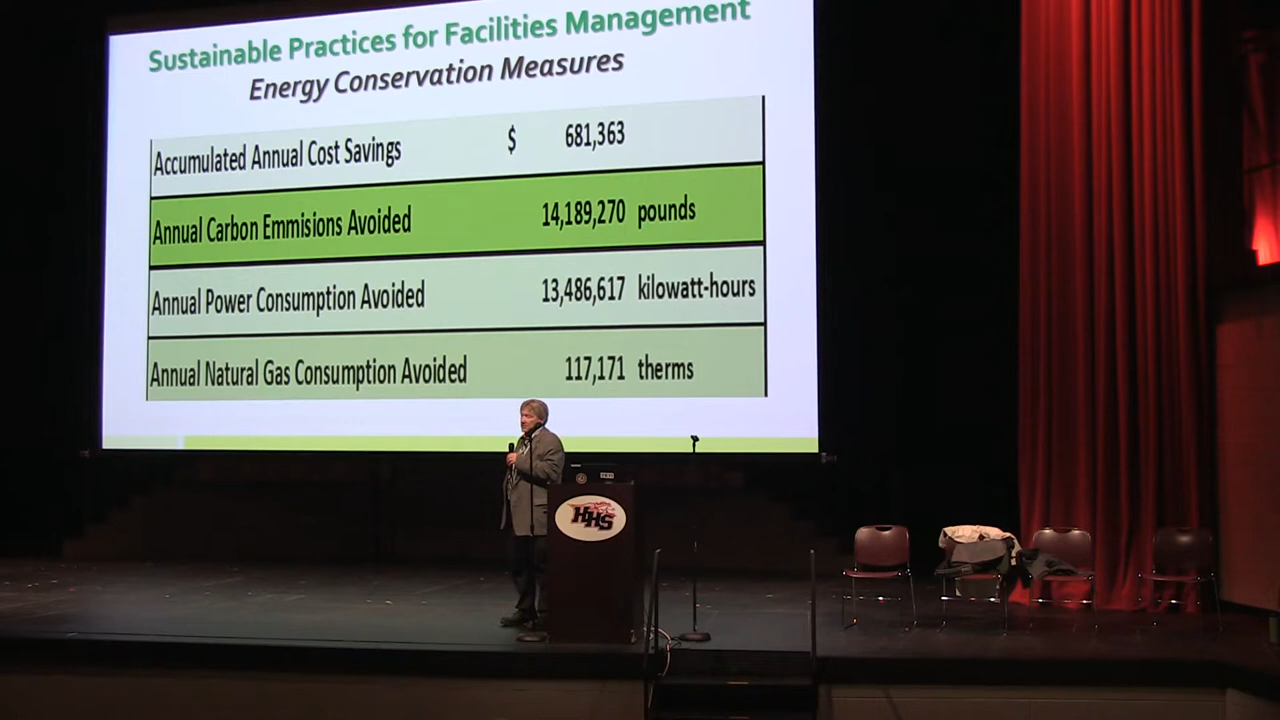 Sustainable Practices for Facilities Management
Energy Conservation Measures
Accumulated Annual Cost Savings $ 681,363
Annual Carbon Emmisions Avoided 14,189,270 pounds
Annual Power Consumption Avoided 13,486,617 kilowatt-hours
Annual Natural Gas Consumption Avoided 117,171 therms
HHS